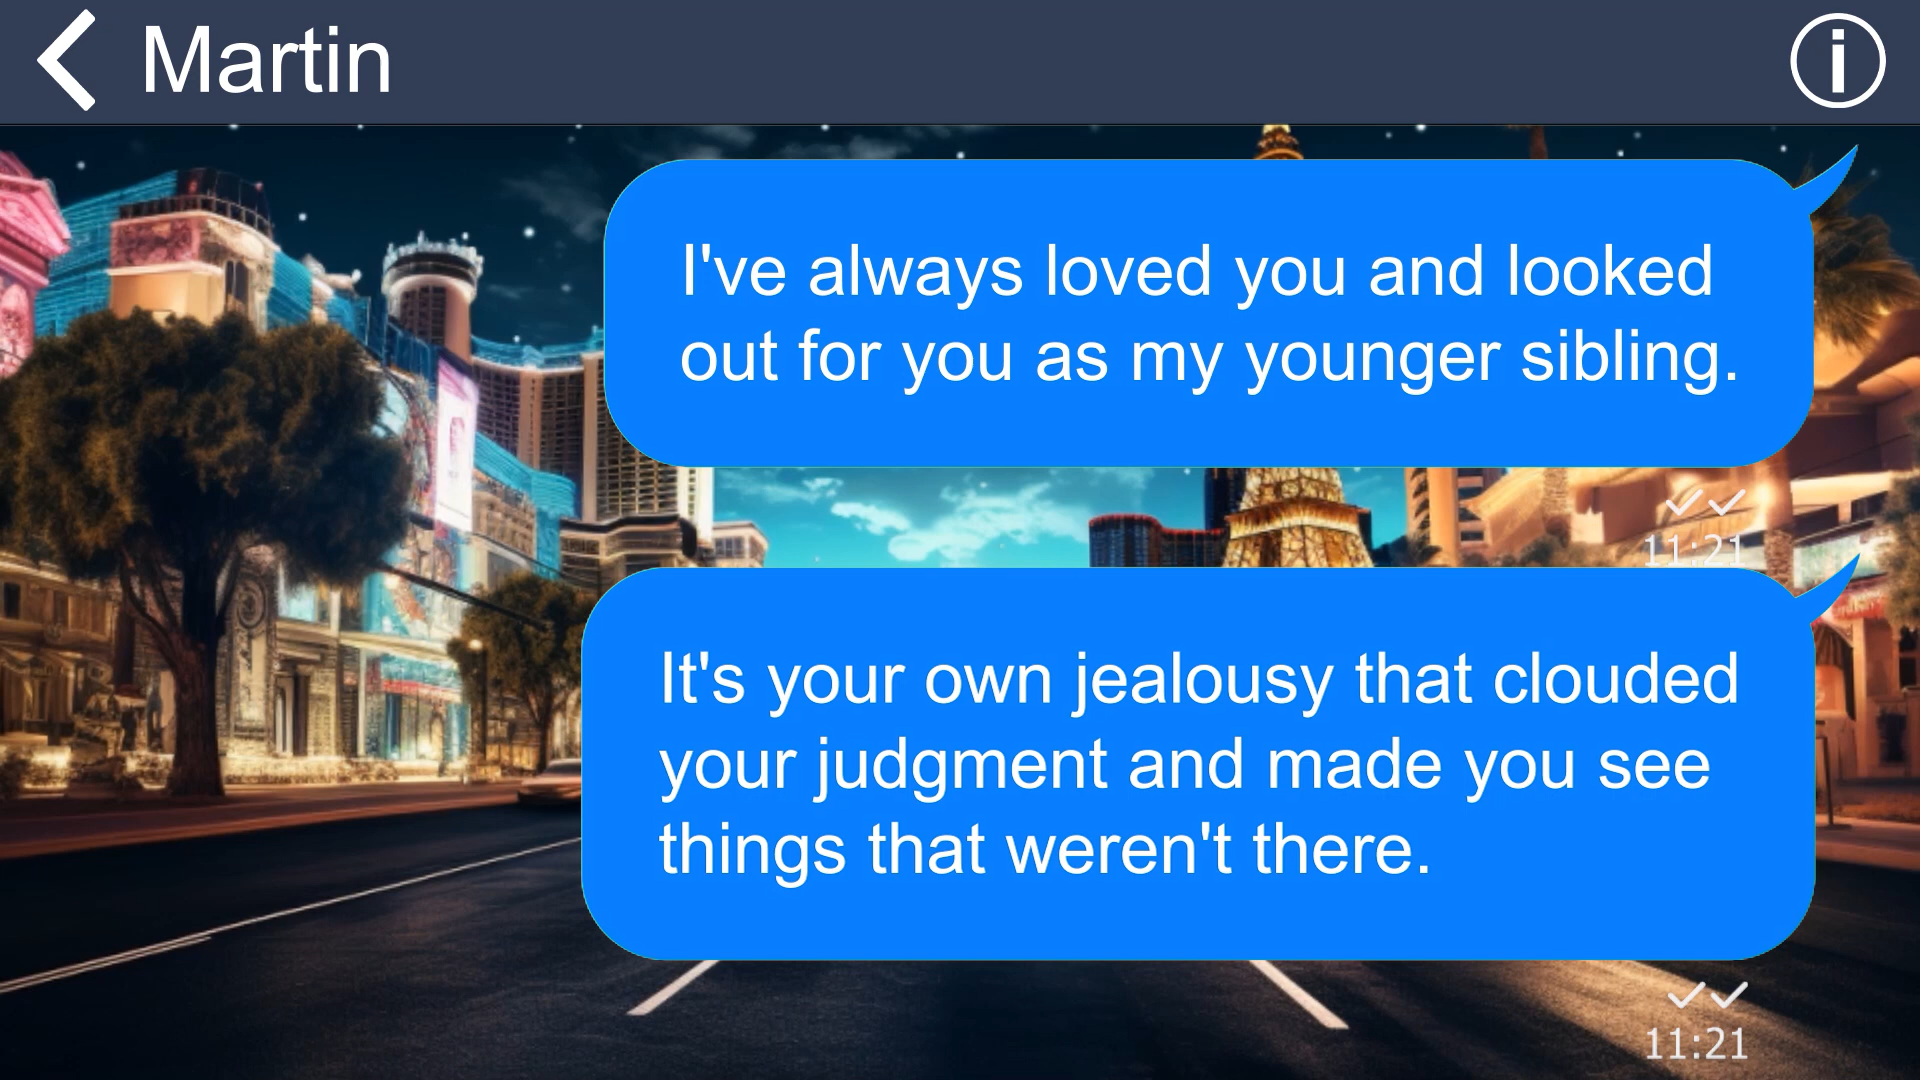 Martin
I've always loved you and looked
out for you as my younger sibling.
11:21
It's your own jealousy that clouded
your judgment and made you see
things that weren't there.
11:21